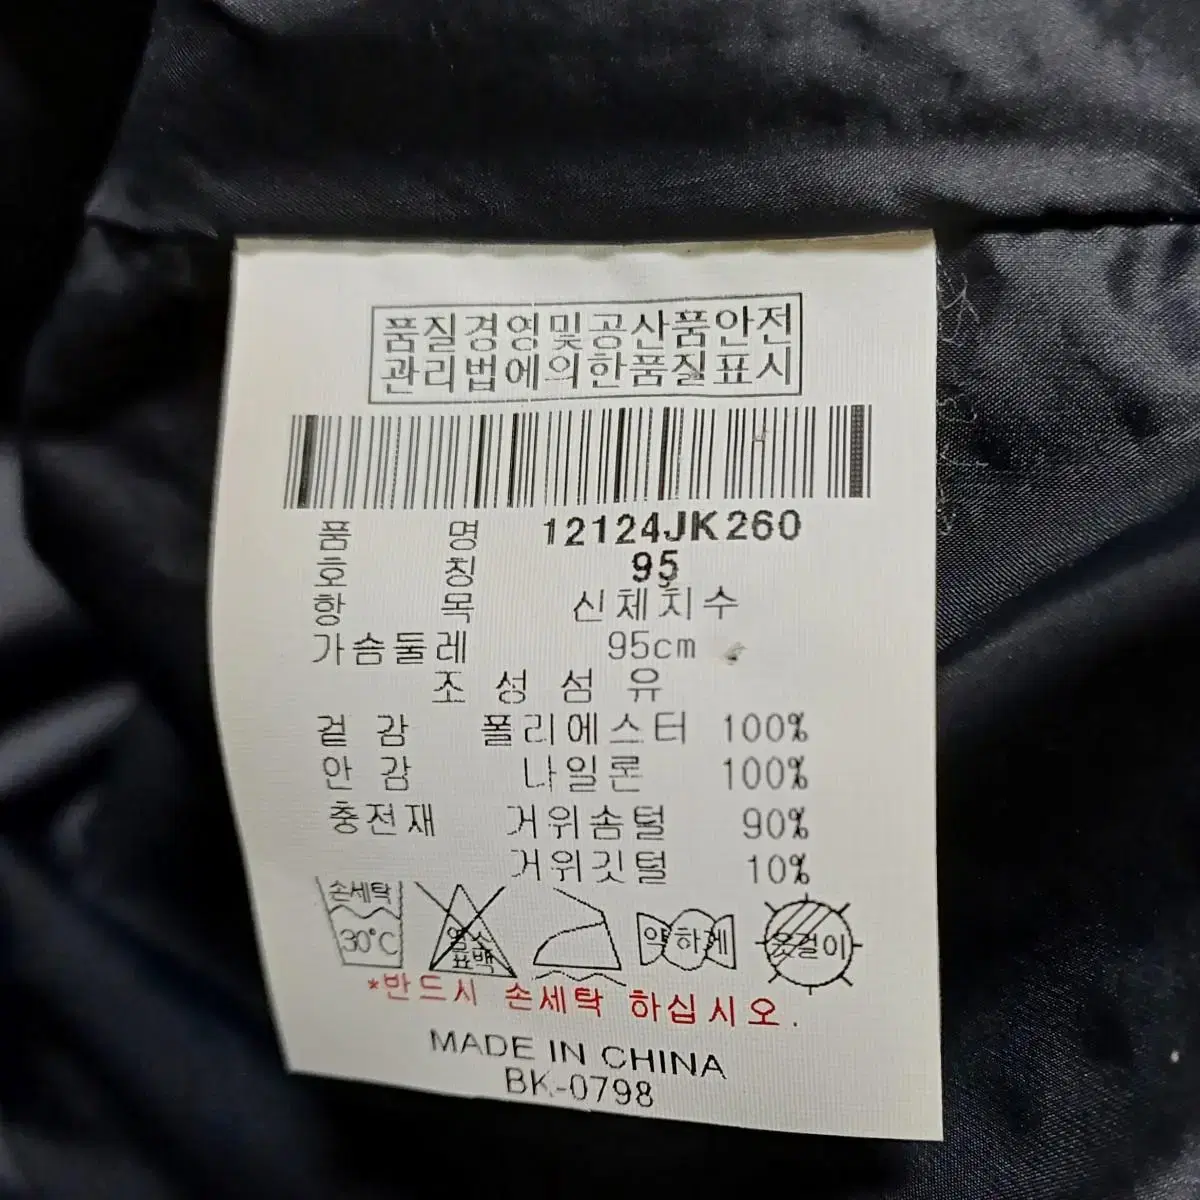 품질경영및공산품안전
관리법에의한품질표시
품 명 12124JK260
호 칭 95
항 목 신체치수
가슴둘레 95cm
조 성 섬 유
겉 감 폴리에스터 100%
안 감 나일론 100%
충전재 거위솜털 90%
거위깃털 10%
손세탁 30℃ 염소표백 약하게 옷걸이
*반드시 손세탁 하십시오.
MADE IN CHINA
BK-0798